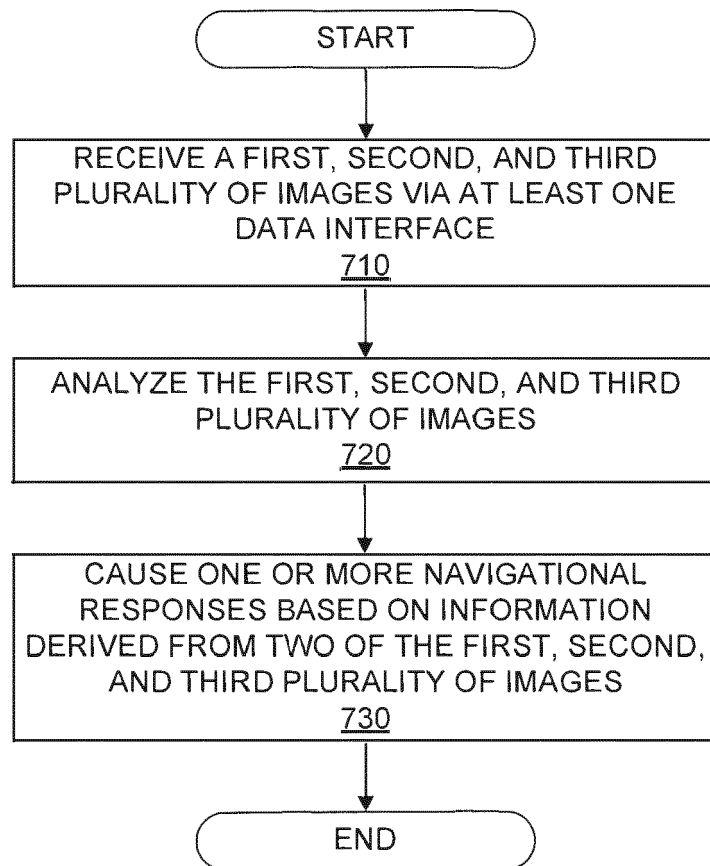 START
RECEIVE A FIRST, SECOND, AND THIRD
PLURALITY OF IMAGES VIA AT LEAST ONE
DATA INTERFACE
710
ANALYZE THE FIRST, SECOND, AND THIRD
PLURALITY OF IMAGES
720
CAUSE ONE OR MORE NAVIGATIONAL
RESPONSES BASED ON INFORMATION
DERIVED FROM TWO OF THE FIRST, SECOND,
AND THIRD PLURALITY OF IMAGES
730
END